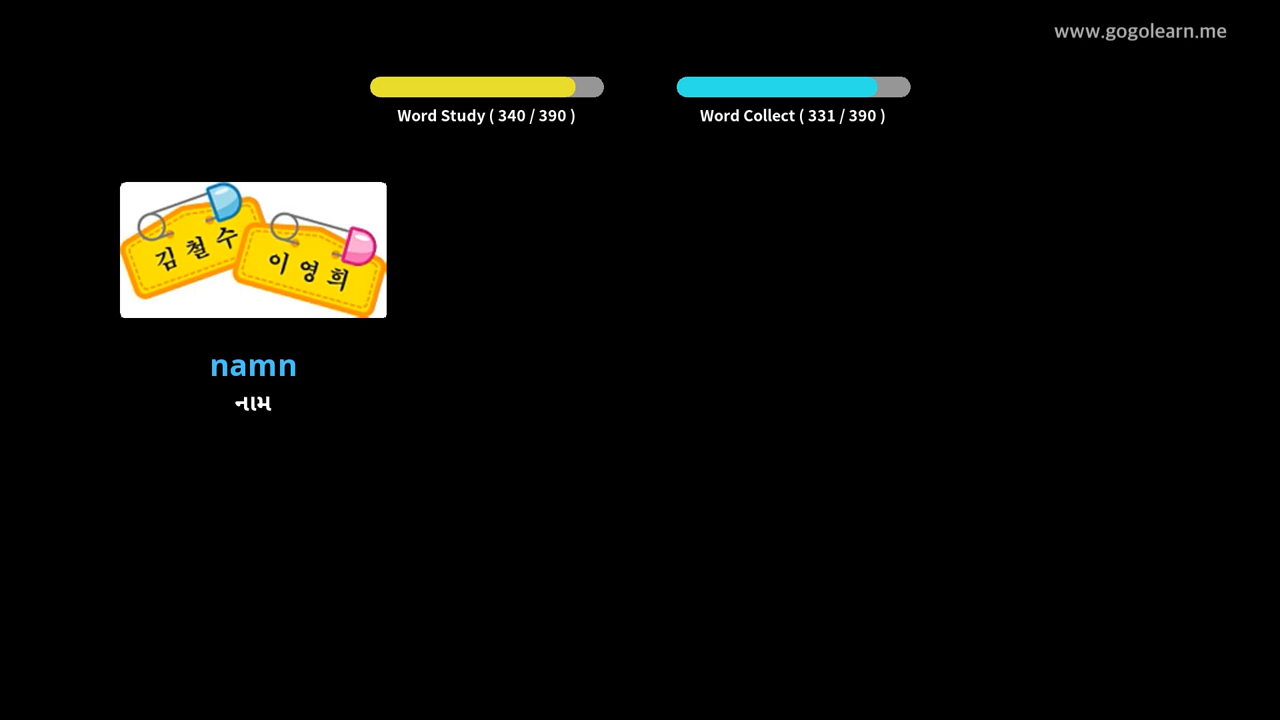 www.gogolearn.me
Word Study ( 340 / 390 )
Word Collect ( 331 / 390 )
김철수
이영희
namn
નામ